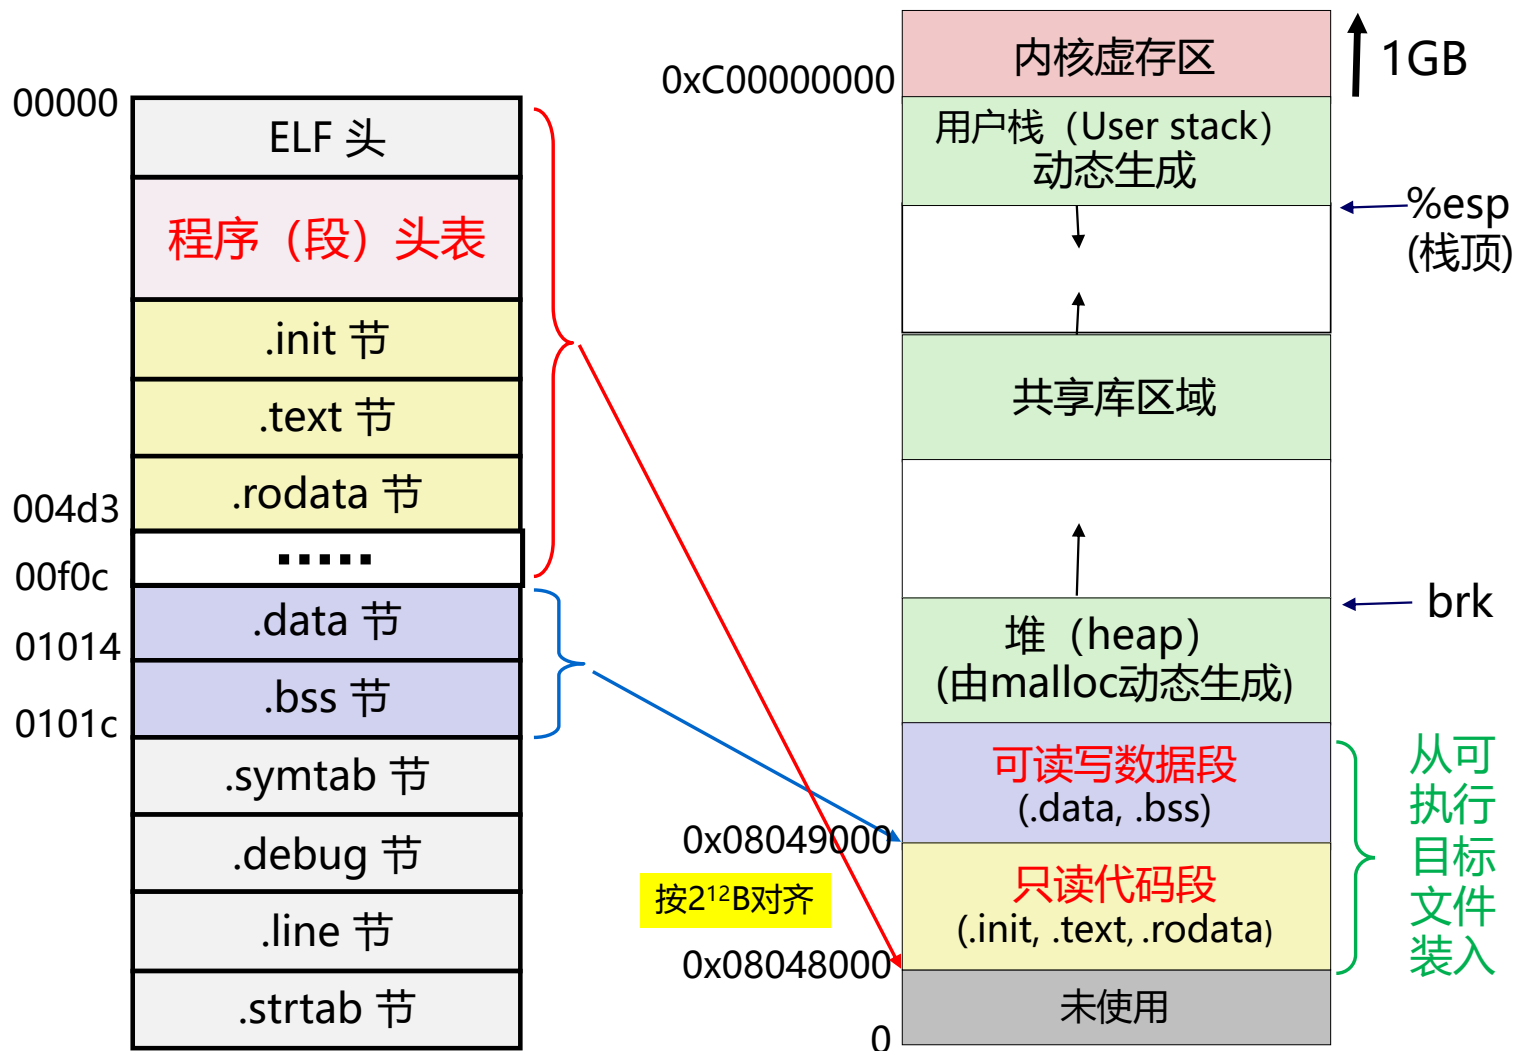 00000
ELF 头
程序（段）头表
.init 节
.text 节
.rodata 节
004d3
▪▪▪▪▪
00f0c
.data 节
01014
.bss 节
0101c
.symtab 节
.debug 节
.line 节
.strtab 节
内核虚存区
1GB
0xC00000000
用户栈（User stack）
动态生成
%esp
(栈顶)
共享库区域
brk
堆（heap）
(由malloc动态生成)
可读写数据段
(.data, .bss)
0x08049000
只读代码段
(.init, .text, .rodata)
按2¹²B对齐
0x08048000
未使用
0
从可
执行
目标
文件
装入